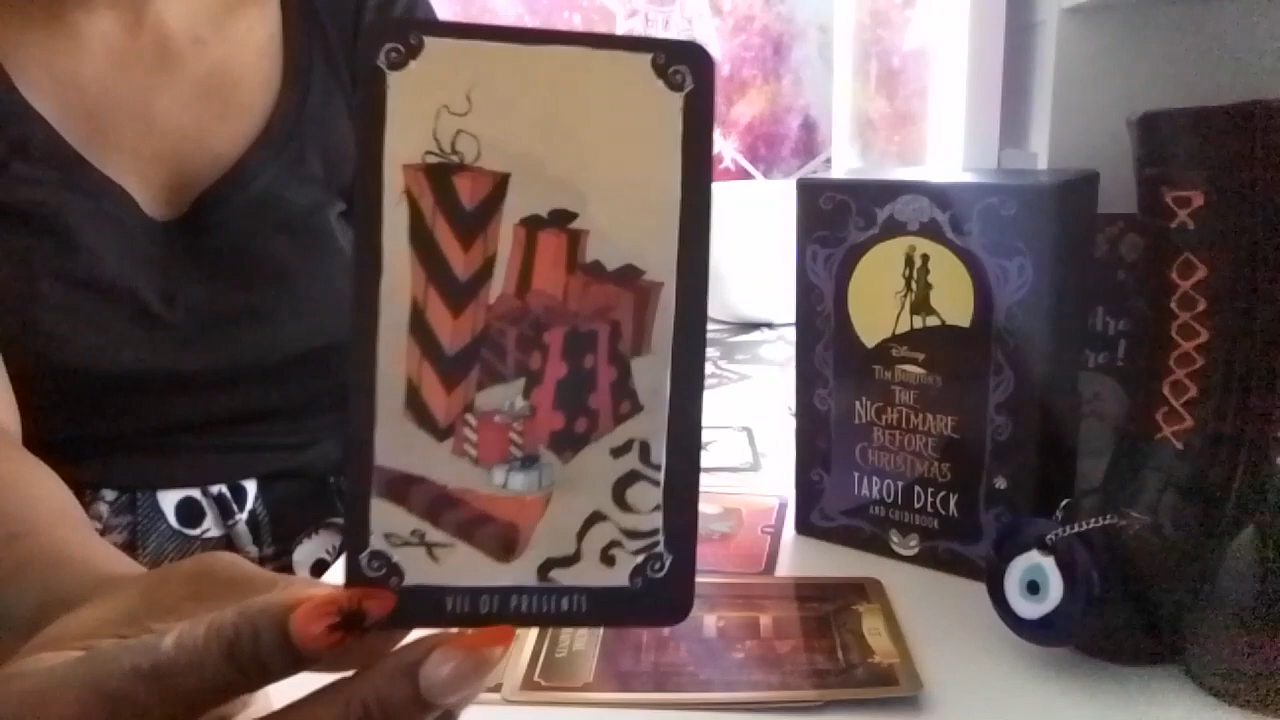 VII OF PRESENTS
Disney
TIM BURTON'S
THE
NIGHTMARE
BEFORE
CHRISTMAS
TAROT DECK
AND GUIDEBOOK